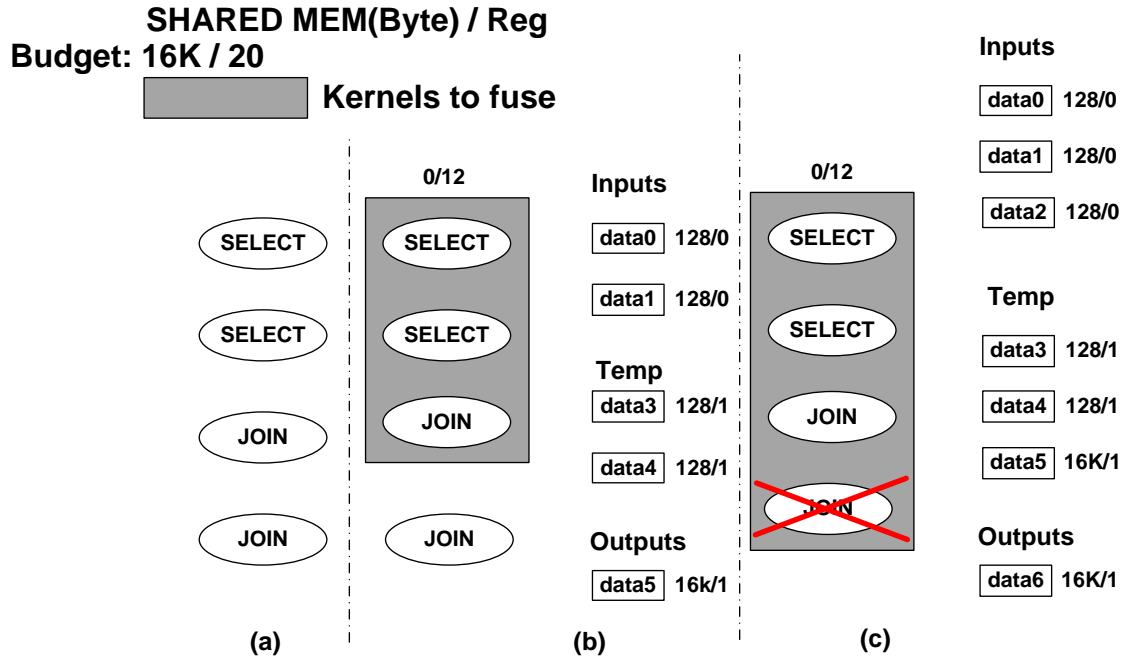 SHARED MEM(Byte) / Reg
Budget: 16K / 20
Kernels to fuse
SELECT
SELECT
JOIN
JOIN
(a)
0/12
SELECT
SELECT
JOIN
JOIN
Inputs
data0 128/0
data1 128/0
Temp
data3 128/1
data4 128/1
Outputs
data5 16k/1
(b)
0/12
SELECT
SELECT
JOIN
JOIN
Inputs
data0 128/0
data1 128/0
data2 128/0
Temp
data3 128/1
data4 128/1
data5 16K/1
Outputs
data6 16K/1
(c)